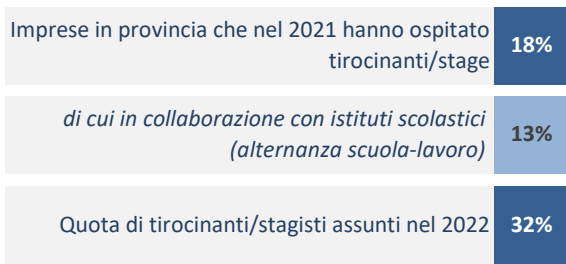 Imprese in provincia che nel 2021 hanno ospitato
tirocinanti/stage
18%
di cui in collaborazione con istituti scolastici
(alternanza scuola-lavoro)
13%
Quota di tirocinanti/stagisti assunti nel 2022
32%